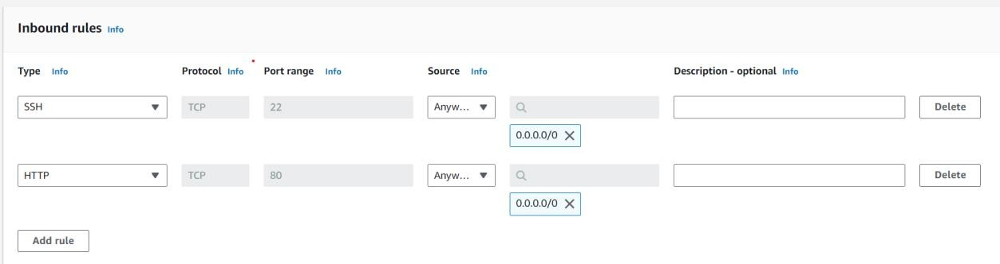 Inbound rules Info
Type Info Protocol Info Port range Info Source Info Description - optional Info
SSH TCP 22 Anyw... Delete
0.0.0.0/0
HTTP TCP 80 Anyw... Delete
0.0.0.0/0
Add rule